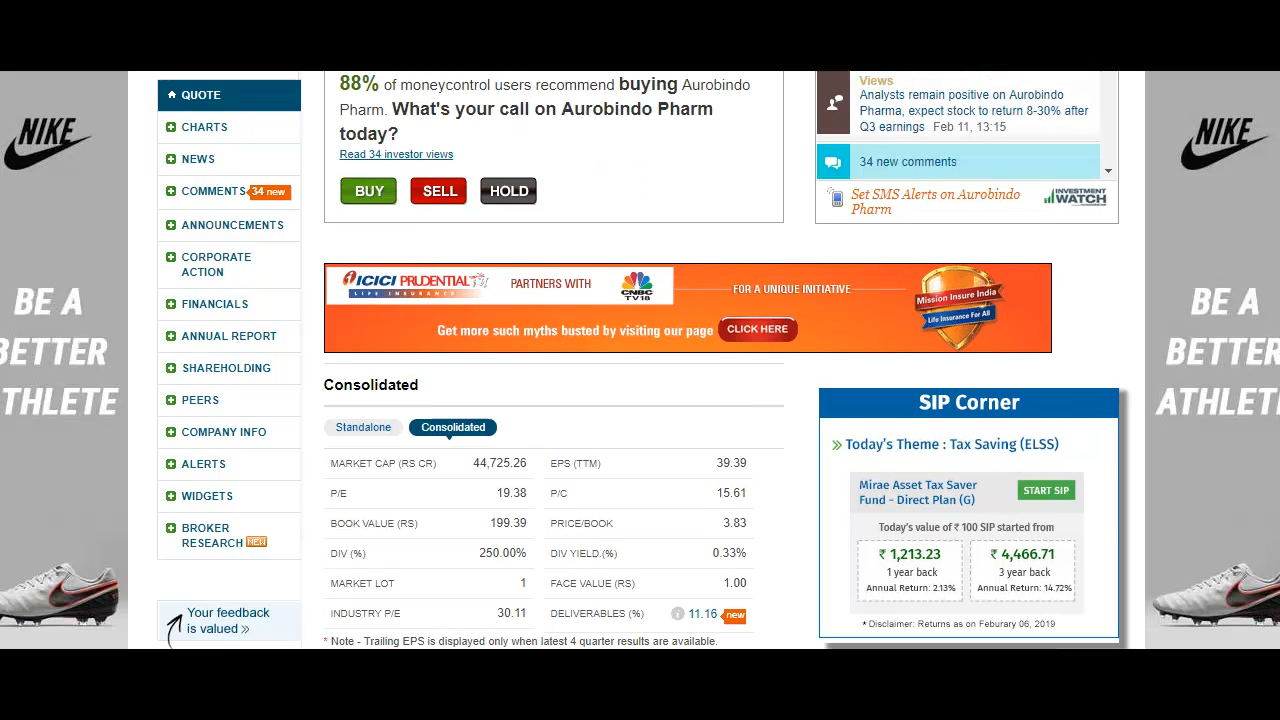 NIKE
BE A
BETTER
ATHLETE
QUOTE
CHARTS
NEWS
COMMENTS 34 new
ANNOUNCEMENTS
CORPORATE
ACTION
FINANCIALS
ANNUAL REPORT
SHAREHOLDING
PEERS
COMPANY INFO
ALERTS
WIDGETS
BROKER
RESEARCH NEW
Your feedback
is valued »
88% of moneycontrol users recommend buying Aurobindo
Pharm. What's your call on Aurobindo Pharm
today?
Read 34 investor views
BUY SELL HOLD
Views
Analysts remain positive on Aurobindo
Pharma, expect stock to return 8-30% after
Q3 earnings Feb 11, 13:15
34 new comments
Set SMS Alerts on Aurobindo
Pharm
INVESTMENT
WATCH
ICICI PRUDENTIAL
LIFE INSURANCE
PARTNERS WITH
CNBC
TV18
FOR A UNIQUE INITIATIVE
Get more such myths busted by visiting our page CLICK HERE
Mission Insure India
Life Insurance For All
Consolidated
Standalone Consolidated
MARKET CAP (RS CR) 44,725.26 EPS (TTM) 39.39
P/E 19.38 P/C 15.61
BOOK VALUE (RS) 199.39 PRICE/BOOK 3.83
DIV (%) 250.00% DIV YIELD.(%) 0.33%
MARKET LOT 1 FACE VALUE (RS) 1.00
INDUSTRY P/E 30.11 DELIVERABLES (%) i 11.16 new
* Note - Trailing EPS is displayed only when latest 4 quarter results are available.
SIP Corner
» Today's Theme : Tax Saving (ELSS)
Mirae Asset Tax Saver
Fund - Direct Plan (G)
START SIP
Today's value of ₹ 100 SIP started from
₹ 1,213.23 ₹ 4,466.71
1 year back 3 year back
Annual Return: 2.13% Annual Return: 14.72%
* Disclaimer: Returns as on Feburary 06, 2019
NIKE
BE A
BETTER
ATHLETE